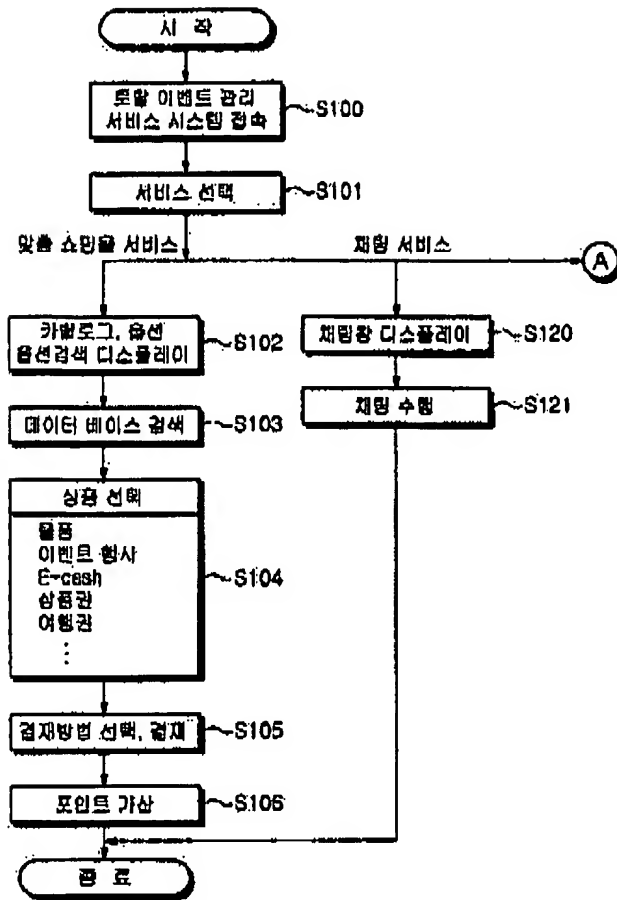 시 작
토탈 이벤트 관리
서비스 시스템 접속
S100
서비스 선택
S101
맞춤 쇼핑몰 서비스
채팅 서비스
A
카탈로그, 옵션
옵션검색 디스플레이
S102
채팅창 디스플레이
S120
데이터 베이스 검색
S103
채팅 수행
S121
상품 선택
물품
이벤트 행사
E-cash
상품권
여행권
⋮
S104
결재방법 선택, 결재
S105
포인트 가산
S106
종 료